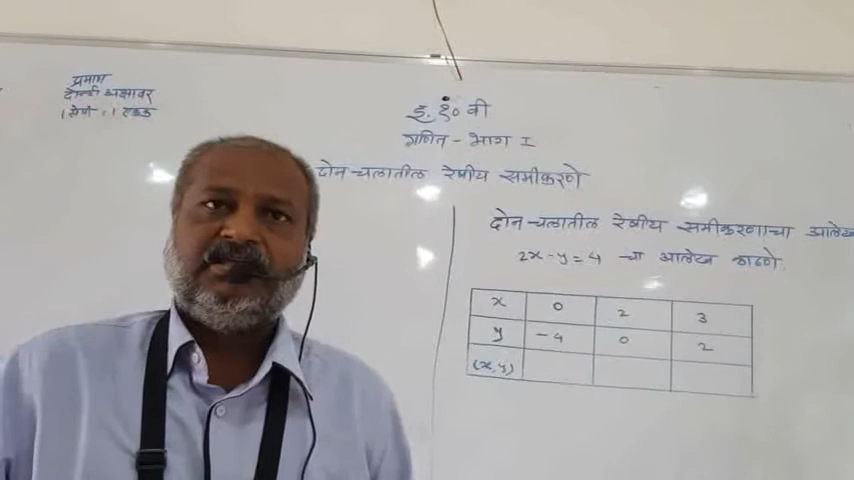 प्रमाण
इ. १० वी
गणित - भाग I
दोन चलातील रेषीय समीकरणे
दोन चलातील रेषीय समीकरणाचा आलेख
2x - y = 4 चा आलेख काढणे.
x 0 2 3
y -4 0 2
(x, y)